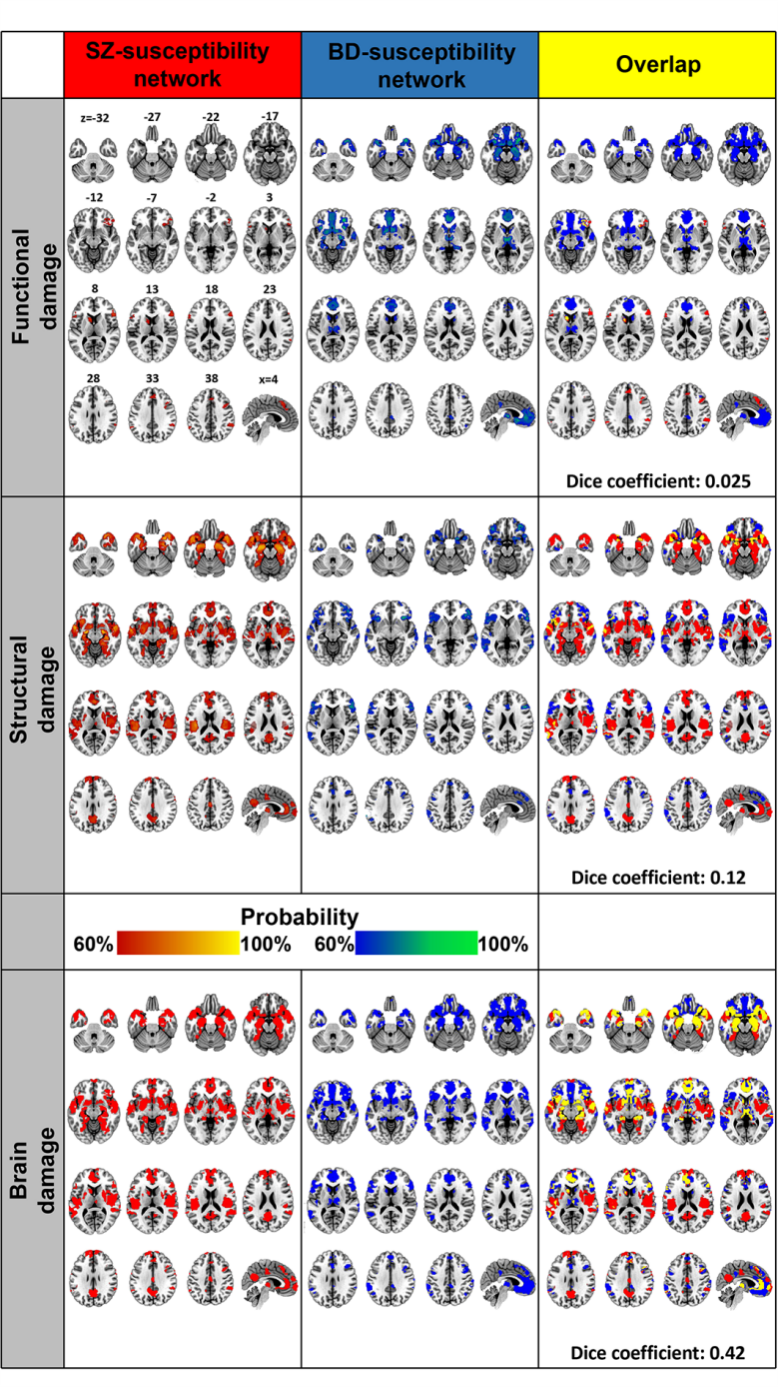 SZ-susceptibility
network
BD-susceptibility
network
Overlap
Functional
damage
z=-32 -27 -22 -17
-12 -7 -2 3
8 13 18 23
28 33 38 x=4
Dice coefficient: 0.025
Structural
damage
Dice coefficient: 0.12
Probability
60% 100% 60% 100%
Brain
damage
Dice coefficient: 0.42